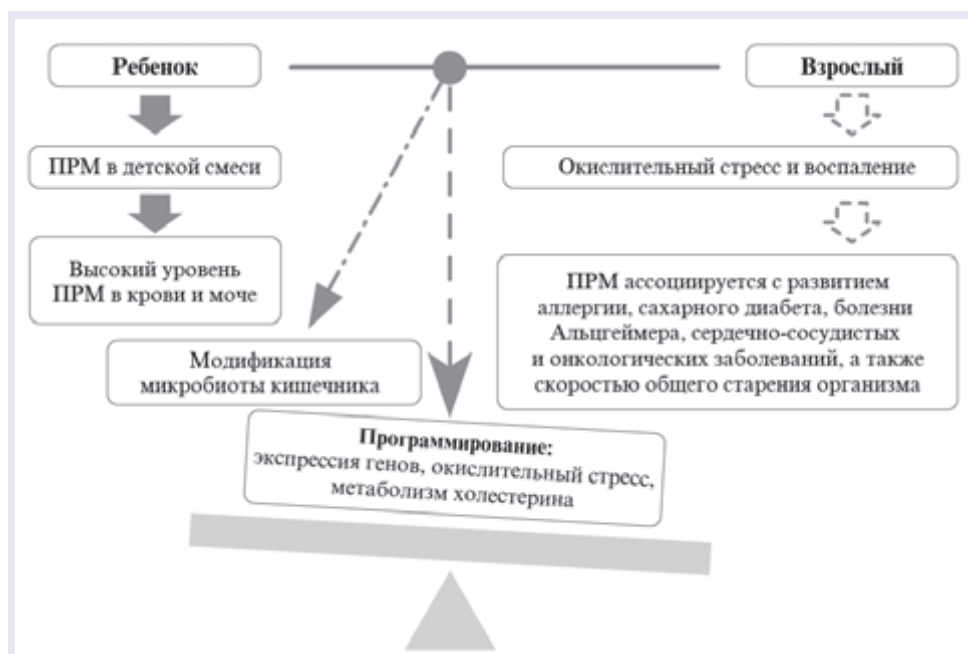 Ребенок
ПРМ в детской смеси
Высокий уровень
ПРМ в крови и моче
Модификация
микробиоты кишечника
Программирование:
экспрессия генов, окислительный стресс,
метаболизм холестерина
Взрослый
Окислительный стресс и воспаление
ПРМ ассоциируется с развитием
аллергии, сахарного диабета, болезни
Альцгеймера, сердечно-сосудистых
и онкологических заболеваний, а также
скоростью общего старения организма